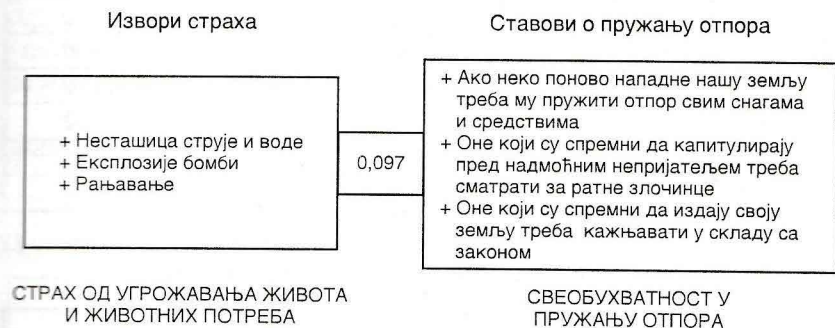 Извори страха
Ставови о пружању отпора
+ Несташица струје и воде
+ Експлозије бомби
+ Рањавање
0,097
+ Ако неко поново нападне нашу земљу
треба му пружити отпор свим снагама
и средствима
+ Оне који су спремни да капитулирају
пред надмоћним непријатељем треба
сматрати за ратне злочинце
+ Оне који су спремни да издају своју
земљу треба кажњавати у складу са
законом
СТРАХ ОД УГРОЖАВАЊА ЖИВОТА
И ЖИВОТНИХ ПОТРЕБА
СВЕОБУХВАТНОСТ У
ПРУЖАЊУ ОТПОРА